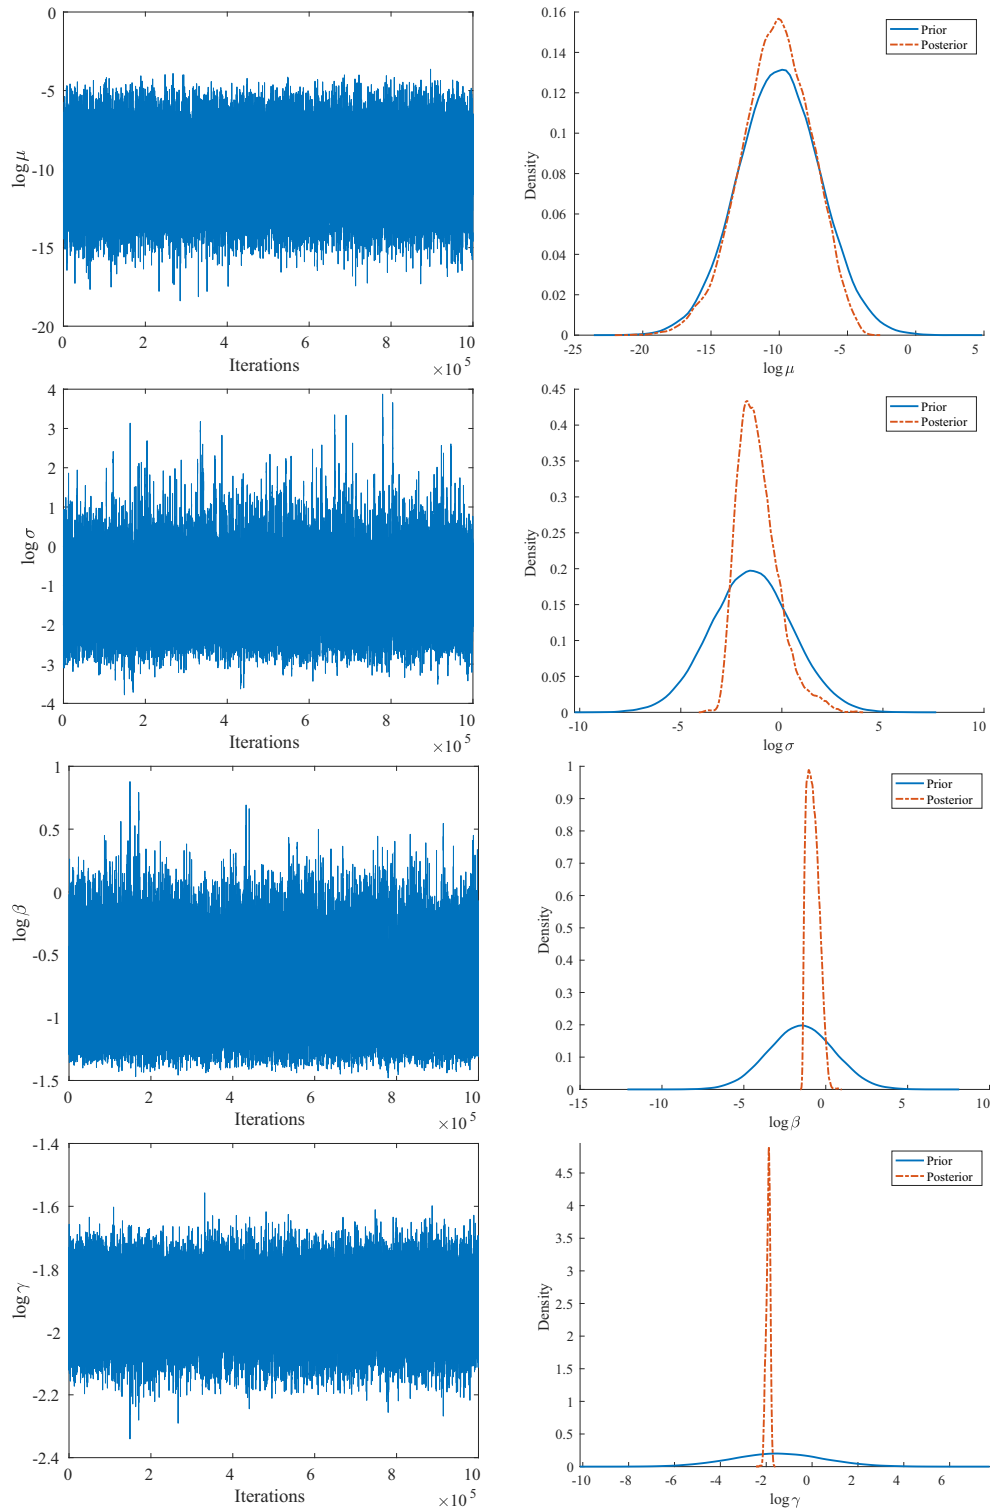 0
-5
-10
-15
-20
log μ
0 2 4 6 8 10
Iterations
×10^5
0.16
0.14
0.12
0.1
0.08
0.06
0.04
0.02
0
Density
-25 -20 -15 -10 -5 0 5
log μ
Prior
Posterior
4
3
2
1
0
-1
-2
-3
-4
log σ
0 2 4 6 8 10
Iterations
×10^5
0.45
0.4
0.35
0.3
0.25
0.2
0.15
0.1
0.05
0
Density
-10 -5 0 5 10
log σ
Prior
Posterior
1
0.5
0
-0.5
-1
-1.5
log β
0 2 4 6 8 10
Iterations
×10^5
1
0.9
0.8
0.7
0.6
0.5
0.4
0.3
0.2
0.1
0
Density
-15 -10 -5 0 5 10
log β
Prior
Posterior
-1.4
-1.6
-1.8
-2
-2.2
-2.4
log γ
0 2 4 6 8 10
Iterations
×10^5
4.5
4
3.5
3
2.5
2
1.5
1
0.5
0
Density
-10 -8 -6 -4 -2 0 2 4 6
log γ
Prior
Posterior